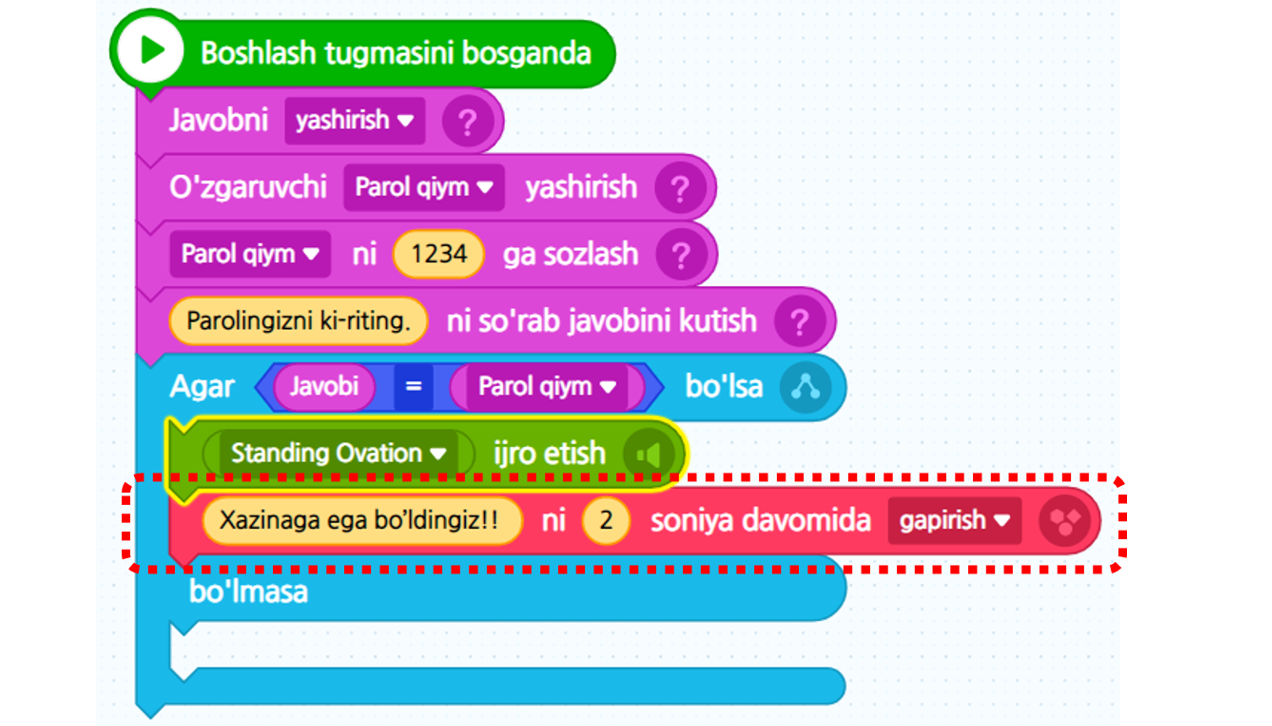 Boshlash tugmasini bosganda
Javobni yashirish ?
O'zgaruvchi Parol qiym yashirish ?
Parol qiym ni 1234 ga sozlash ?
Parolingizni ki-riting. ni so'rab javobini kutish ?
Agar Javobi = Parol qiym bo'lsa
Standing Ovation ijro etish
Xazinaga ega bo’ldingiz!! ni 2 soniya davomida gapirish
bo'lmasa